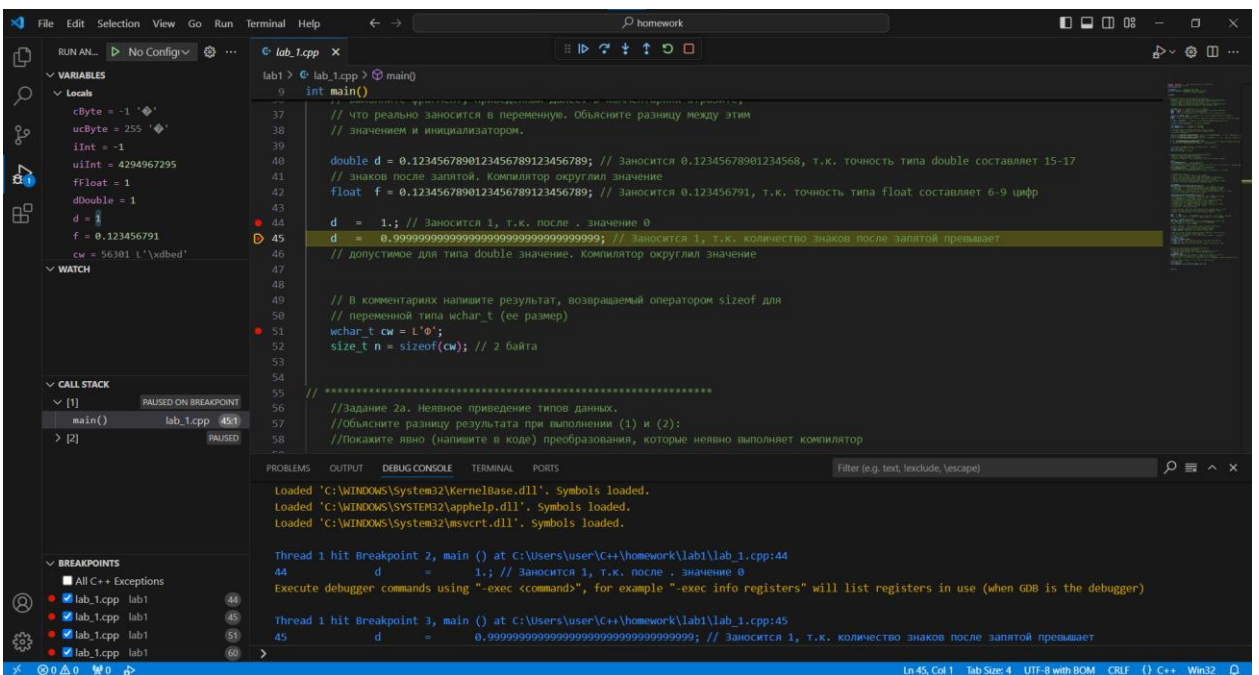 File Edit Selection View Go Run Terminal Help
homework
RUN AN... No Configur
lab_1.cpp
VARIABLES
Locals
cByte = -1 '�'
ucByte = 255 '�'
iInt = -1
uiInt = 4294967295
fFloat = 1
dDouble = 1
d = 1
f = 0.123456791
cw = 56301 L'\xdbed'
WATCH
CALL STACK
[1] PAUSED ON BREAKPOINT
main() lab_1.cpp 45:1
[2] PAUSED
BREAKPOINTS
All C++ Exceptions
lab_1.cpp lab1 44
lab_1.cpp lab1 45
lab_1.cpp lab1 51
lab_1.cpp lab1 60
lab1 > lab_1.cpp > main()
9 int main()
37 // что реально заносится в переменную. Объясните разницу между этим
38 // значением и инициализатором.
39
40 double d = 0.123456789012345678912345678​9; // Заносится 0.12345678901234568, т.к. точность типа double составляет 15-17
41 // знаков после запятой. Компилятор округлил значение
42 float f = 0.1234567890123456789123456789; // Заносится 0.123456791, т.к. точность типа float составляет 6-9 цифр
43
44 d = 1.; // Заносится 1, т.к. после . значение 0
45 d = 0.99999999999999999999999999999999; // Заносится 1, т.к. количество знаков после запятой превышает
46 // допустимое для типа double значение. Компилятор округлил значение
47
48
49 // В комментариях напишите результат, возвращаемый оператором sizeof для
50 // переменной типа wchar_t (ее размер)
51 wchar_t cw = L'Ф';
52 size_t n = sizeof(cw); // 2 байта
53
54
55 // **************************************************************
56 //Задание 2а. Неявное приведение типов данных.
57 //Объясните разницу результата при выполнении (1) и (2):
58 //Покажите явно (напишите в коде) преобразования, которые неявно выполняет компилятор
PROBLEMS OUTPUT DEBUG CONSOLE TERMINAL PORTS
Filter (e.g. text, !exclude, \escape)
Loaded 'C:\WINDOWS\System32\KernelBase.dll'. Symbols loaded.
Loaded 'C:\WINDOWS\SYSTEM32\apphelp.dll'. Symbols loaded.
Loaded 'C:\WINDOWS\System32\msvcrt.dll'. Symbols loaded.
Thread 1 hit Breakpoint 2, main () at C:\Users\user\C++\homework\lab1\lab_1.cpp:44
44 d = 1.; // Заносится 1, т.к. после . значение 0
Execute debugger commands using "-exec <command>", for example "-exec info registers" will list registers in use (when GDB is the debugger)
Thread 1 hit Breakpoint 3, main () at C:\Users\user\C++\homework\lab1\lab_1.cpp:45
45 d = 0.99999999999999999999999999999999; // Заносится 1, т.к. количество знаков после запятой превышает
>
0 0 0 Ln 45, Col 1 Tab Size: 4 UTF-8 with BOM CRLF {} C++ Win32